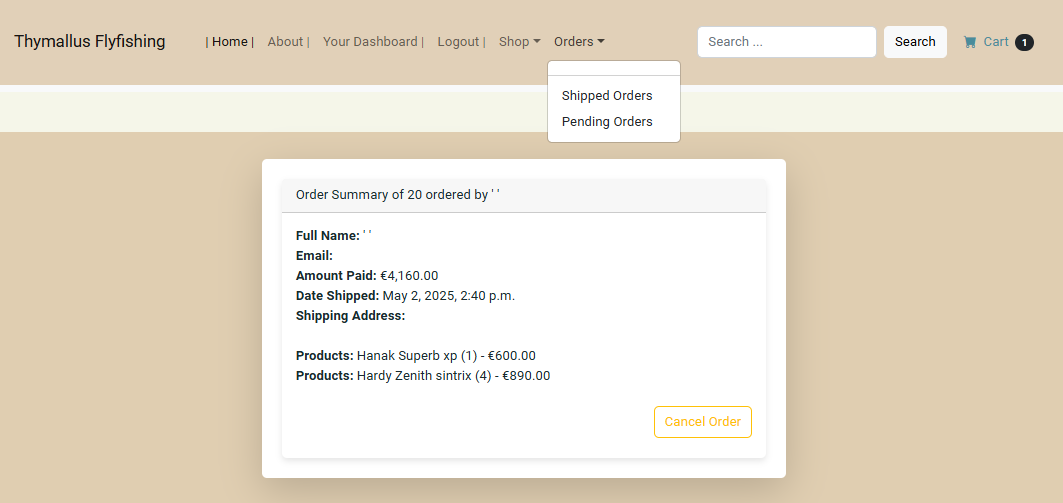 Thymallus Flyfishing | Home | About | Your Dashboard | Logout | Shop Orders Search ... Search Cart 1
Shipped Orders
Pending Orders
Order Summary of 20 ordered by ' '
Full Name: ' '
Email:
Amount Paid: €4,160.00
Date Shipped: May 2, 2025, 2:40 p.m.
Shipping Address:
Products: Hanak Superb xp (1) - €600.00
Products: Hardy Zenith sintrix (4) - €890.00
Cancel Order